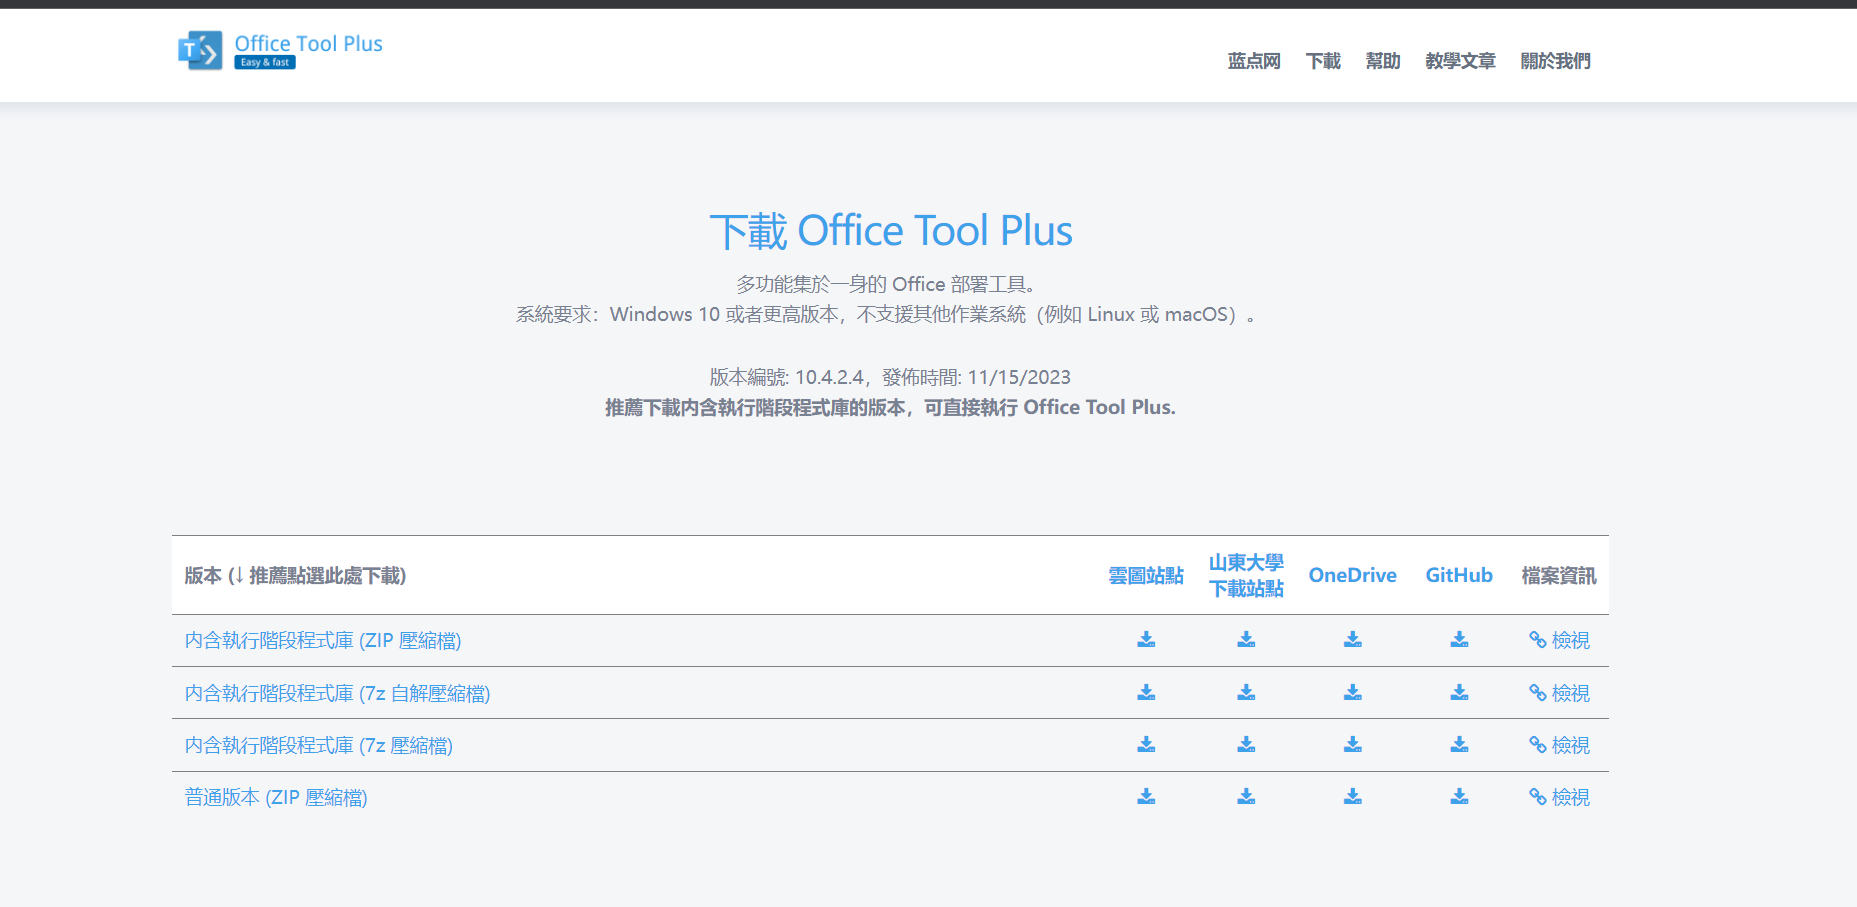 Office Tool Plus
Easy & fast
蓝点网 下載 幫助 教學文章 關於我們
下載 Office Tool Plus
多功能集於一身的 Office 部署工具。
系統要求：Windows 10 或者更高版本，不支援其他作業系統（例如 Linux 或 macOS）。
版本編號: 10.4.2.4，發佈時間: 11/15/2023
推薦下載内含執行階段程式庫的版本，可直接執行 Office Tool Plus.
版本 (↓ 推薦點選此處下載) 雲圖站點 山東大學 OneDrive GitHub 檔案資訊
下載站點
内含執行階段程式庫 (ZIP 壓縮檔) 檢視
内含執行階段程式庫 (7z 自解壓縮檔) 檢視
内含執行階段程式庫 (7z 壓縮檔) 檢視
普通版本 (ZIP 壓縮檔) 檢視